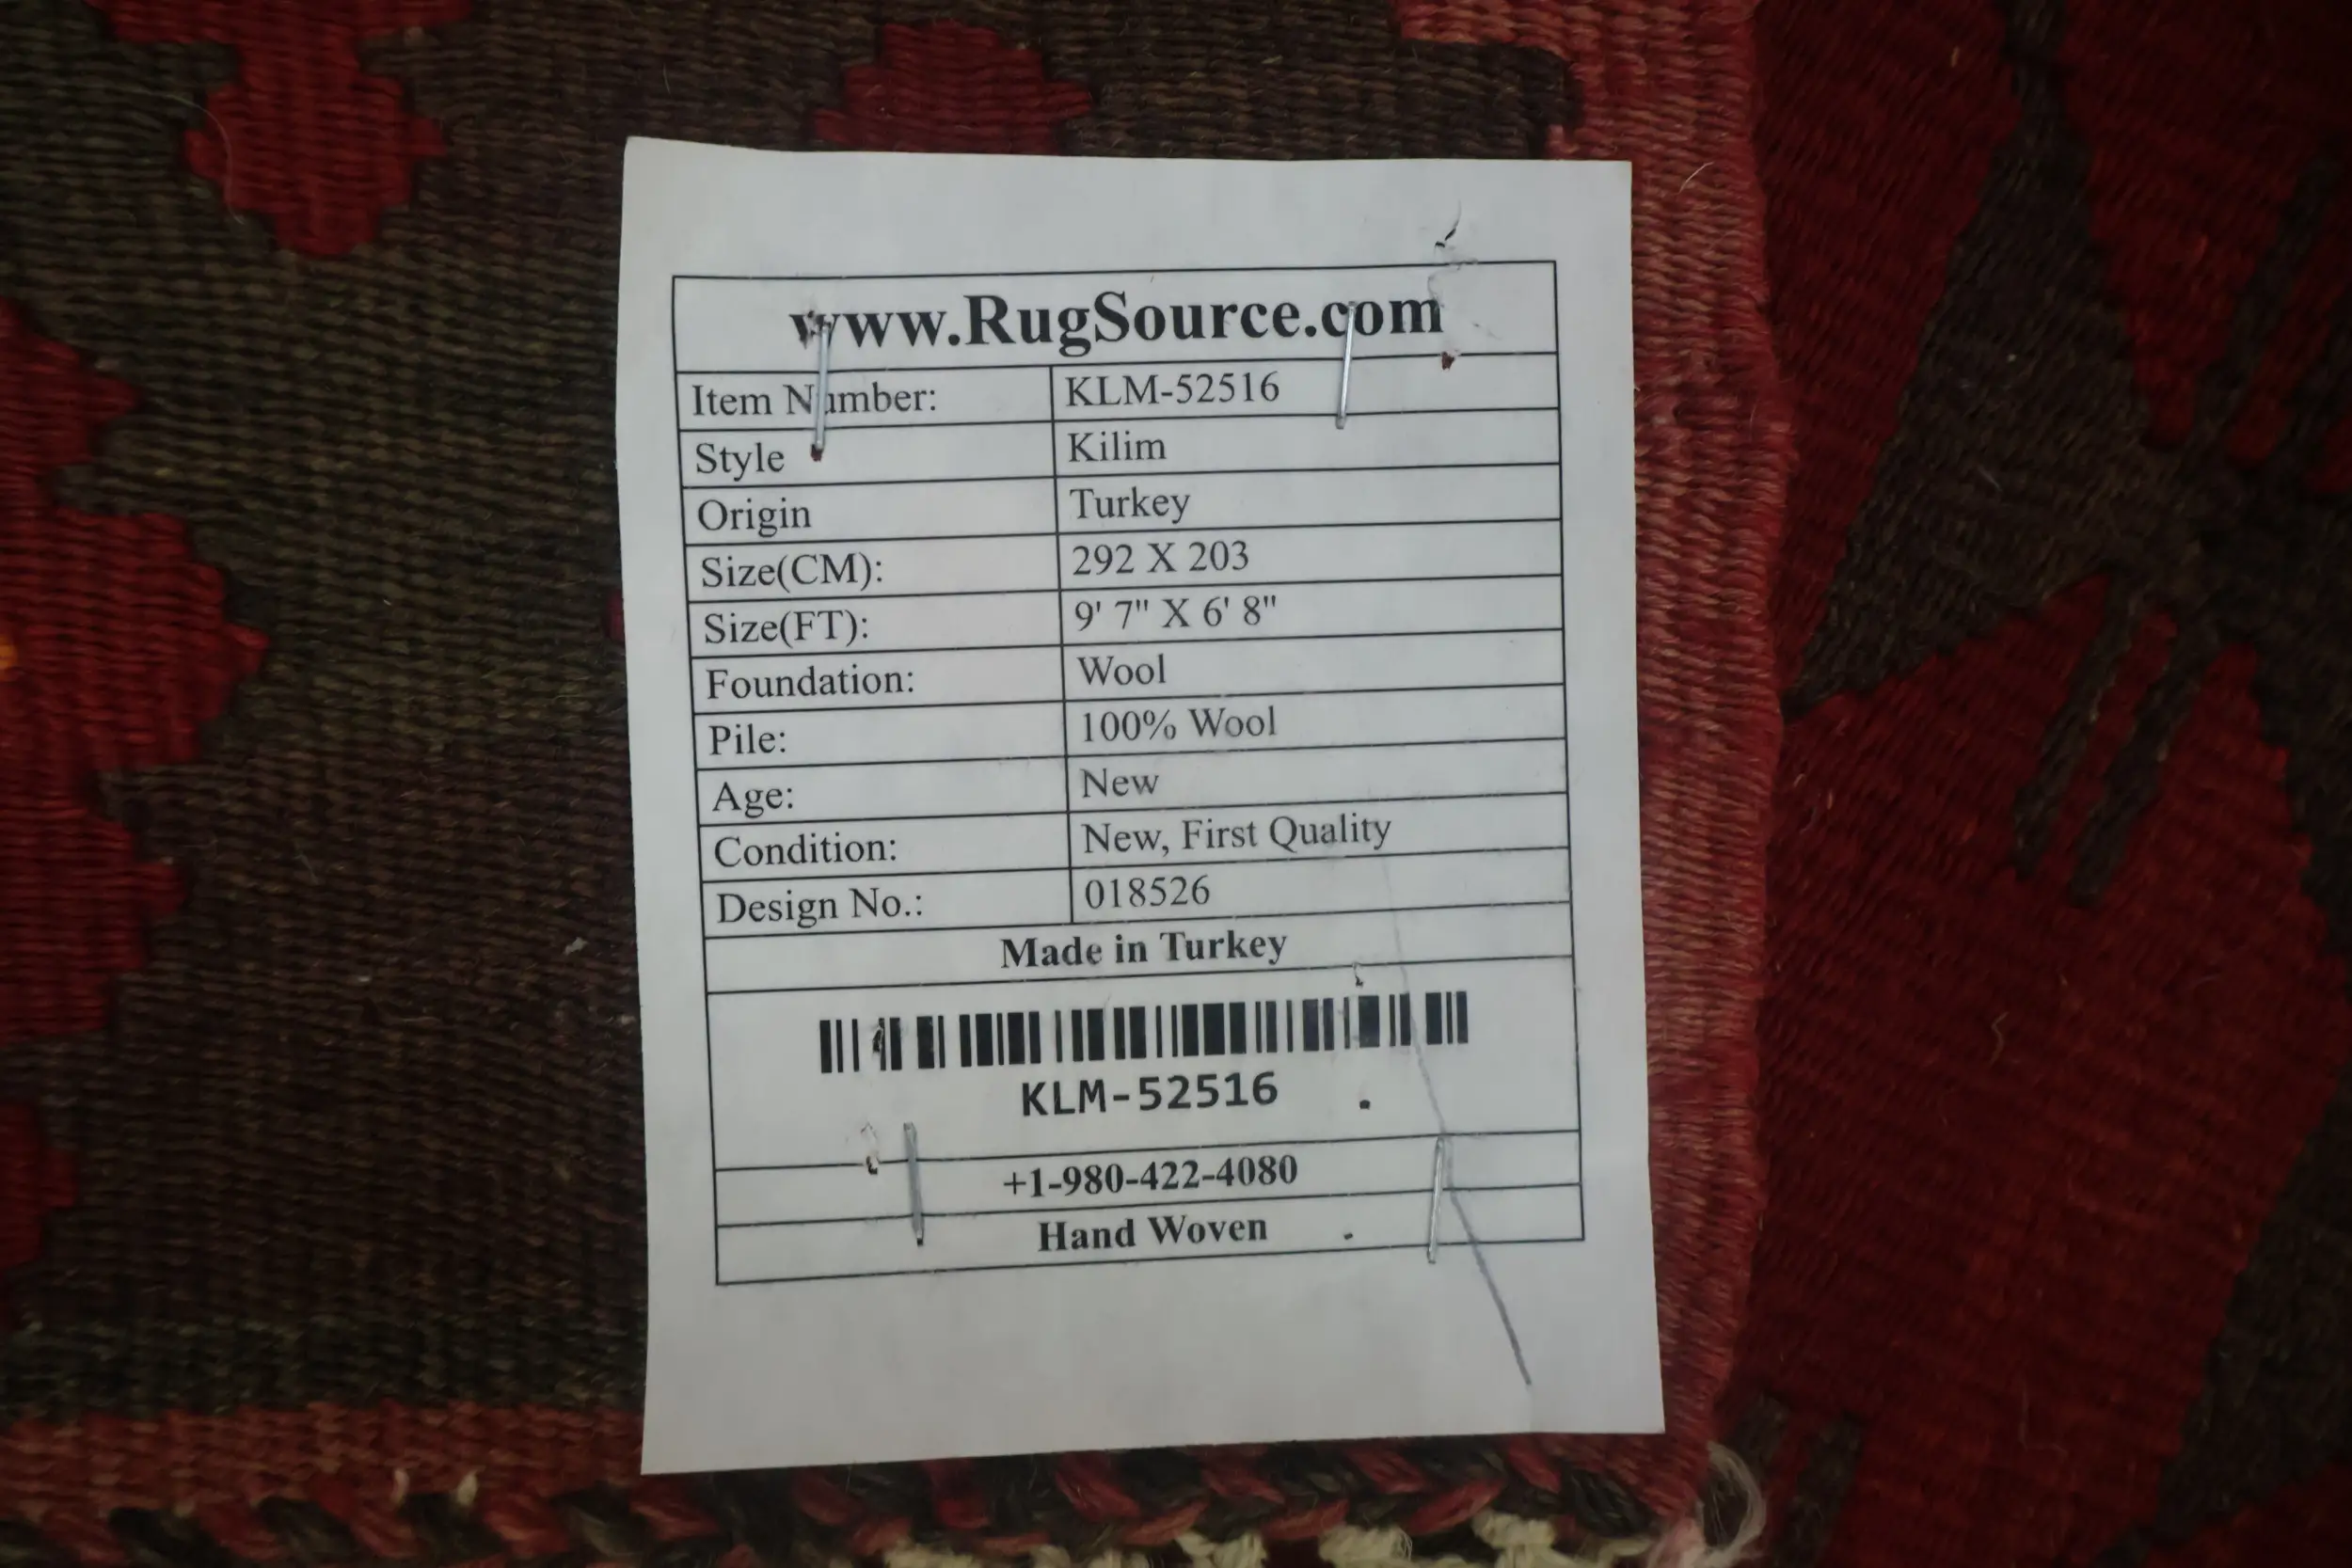 www.RugSource.com
Item Number: KLM-52516
Style Kilim
Origin Turkey
Size(CM): 292 X 203
Size(FT): 9' 7" X 6' 8"
Foundation: Wool
Pile: 100% Wool
Age: New
Condition: New, First Quality
Design No.: 018526
Made in Turkey
KLM-52516
+1-980-422-4080
Hand Woven